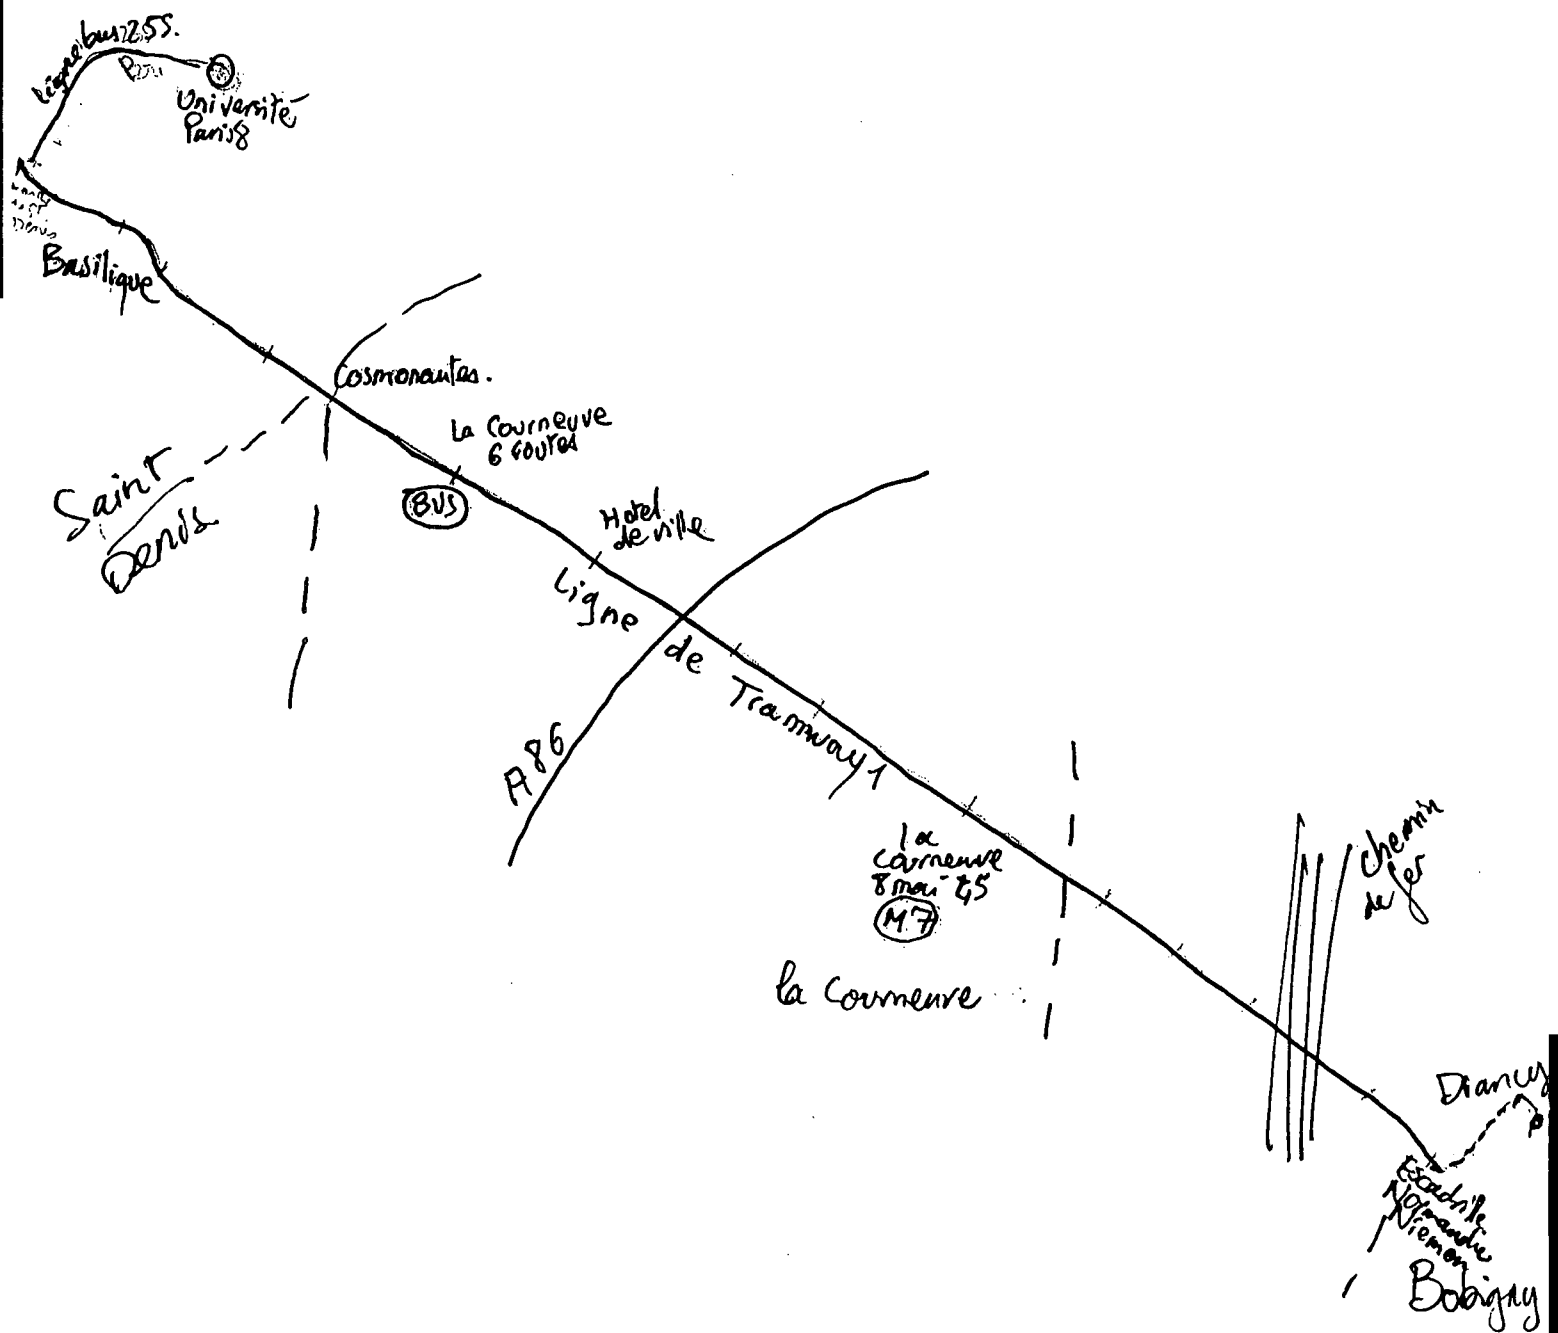 ligne bus 255.
Université
Paris 8
Basilique
Cosmonautes.
La Courneuve
6 routes
BUS
Saint
Denis
Hotel
de ville
Ligne de Tramway 1
A86
la
Courneuve
8 mai 45
M7
la Courneuve
Chemin
de fer
Drancy
Escadrille
Normandie
Niemen
Bobigny